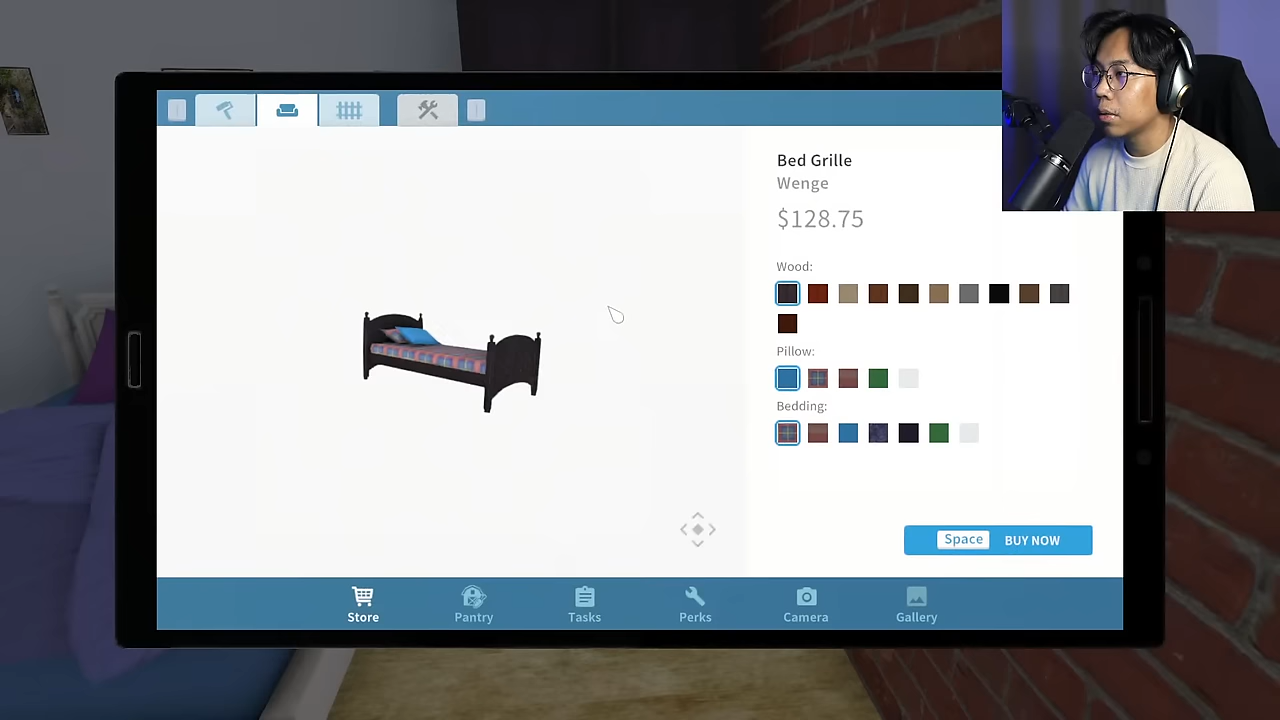 Bed Grille
Wenge
$128.75
Wood:
Pillow:
Bedding:
Space BUY NOW
Store Pantry Tasks Perks Camera Gallery